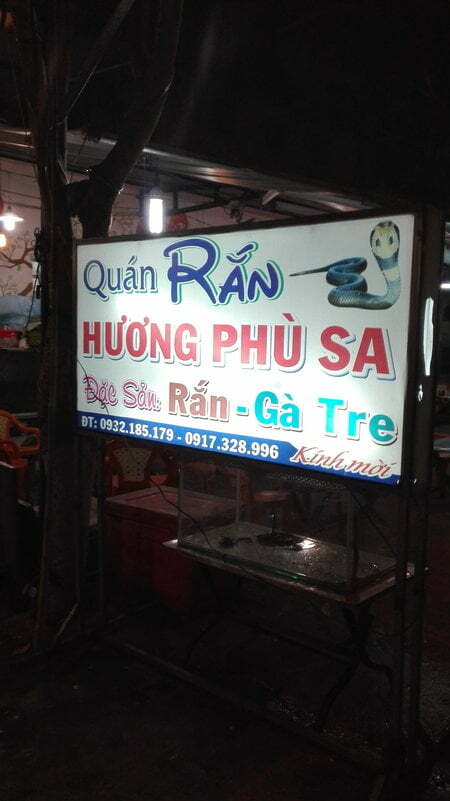 Quán RẮN
HƯƠNG PHÙ SA
Đặc Sản: Rắn - Gà Tre
ĐT: 0932.185.179 - 0917.328.996 Kính mời